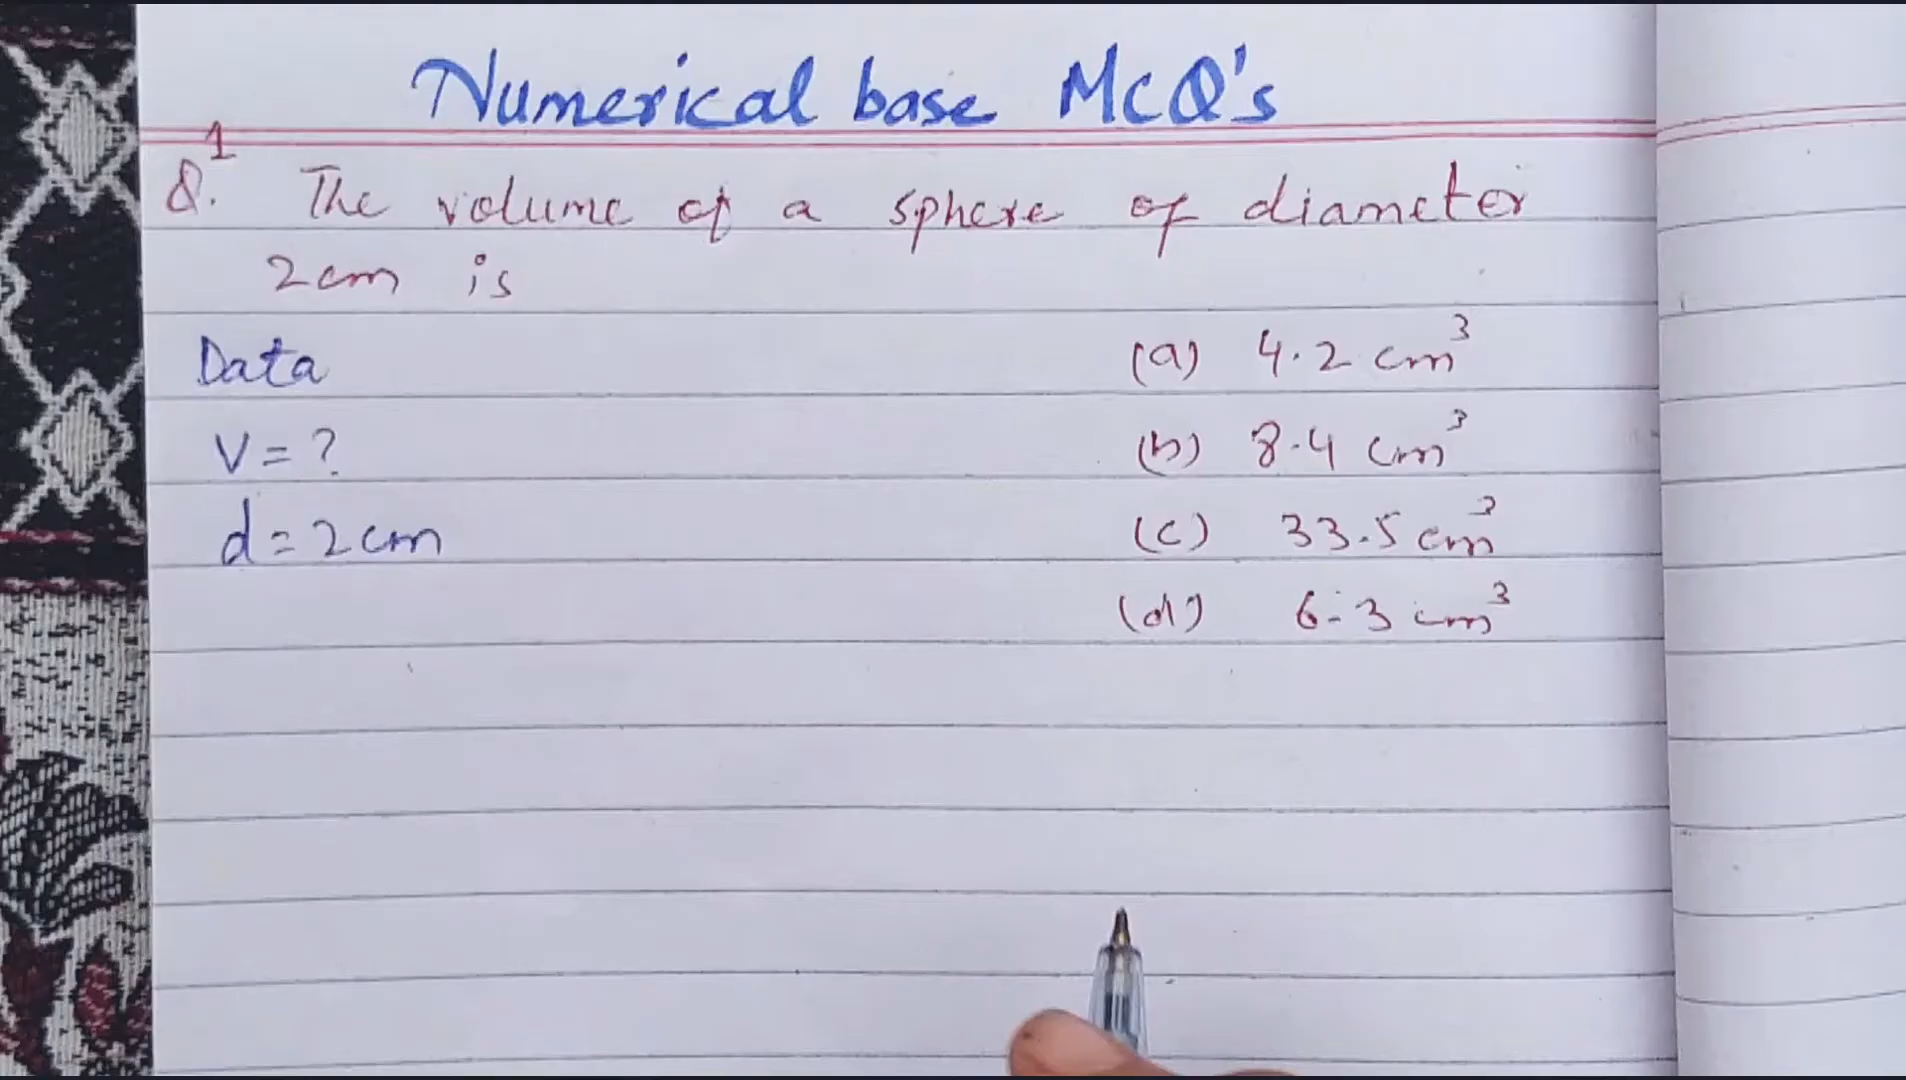 Numerical base McQ's
Q.1 The volume of a sphere of diameter
2cm is
Data
(a) 4.2 cm³
V = ?
(b) 8.4 cm³
d = 2cm
(c) 33.5 cm³
(d) 6.3 cm³